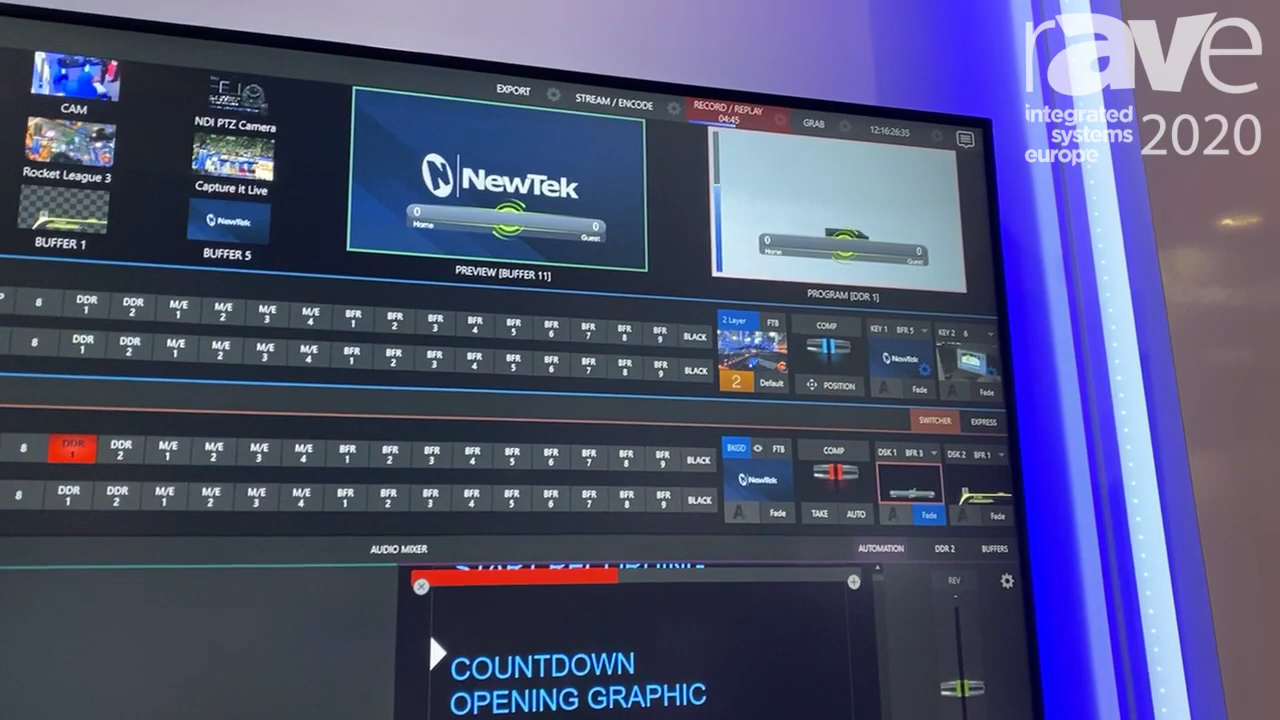 rAVe
integrated
systems
europe
2020
EXPORT
STREAM / ENCODE
RECORD / REPLAY
04:45
GRAB
12:16:26:35
CAM
NDI PTZ Camera
Rocket League 3
Capture it Live
BUFFER 1
NewTek
BUFFER 5
NewTek
0 0
Home Guest
PREVIEW [BUFFER 11]
0 0
Home Guest
PROGRAM [DDR 1]
8 DDR 1 DDR 2 M/E 1 M/E 2 M/E 3 M/E 4 BFR 1 BFR 2 BFR 3 BFR 4 BFR 5 BFR 6 BFR 7 BFR 8 BFR 9 BLACK
8 DDR 1 DDR 2 M/E 1 M/E 2 M/E 3 M/E 4 BFR 1 BFR 2 BFR 3 BFR 4 BFR 5 BFR 6 BFR 7 BFR 8 BFR 9 BLACK
2 Layer FTB
2 Default
COMP
POSITION
KEY 1 BFR 5
NewTek
A Fade
KEY 2 6
A Fade
SWITCHER EXPRESS
8 DDR 1 DDR 2 M/E 1 M/E 2 M/E 3 M/E 4 BFR 1 BFR 2 BFR 3 BFR 4 BFR 5 BFR 6 BFR 7 BFR 8 BFR 9 BLACK
8 DDR 1 DDR 2 M/E 1 M/E 2 M/E 3 M/E 4 BFR 1 BFR 2 BFR 3 BFR 4 BFR 5 BFR 6 BFR 7 BFR 8 BFR 9 BLACK
BKGD FTB
NewTek
A Fade
COMP
TAKE AUTO
DSK 1 BFR 3
A Fade
DSK 2 BFR 1
A Fade
AUDIO MIXER
AUTOMATION DDR 2 BUFFERS
REV
COUNTDOWN
OPENING GRAPHIC